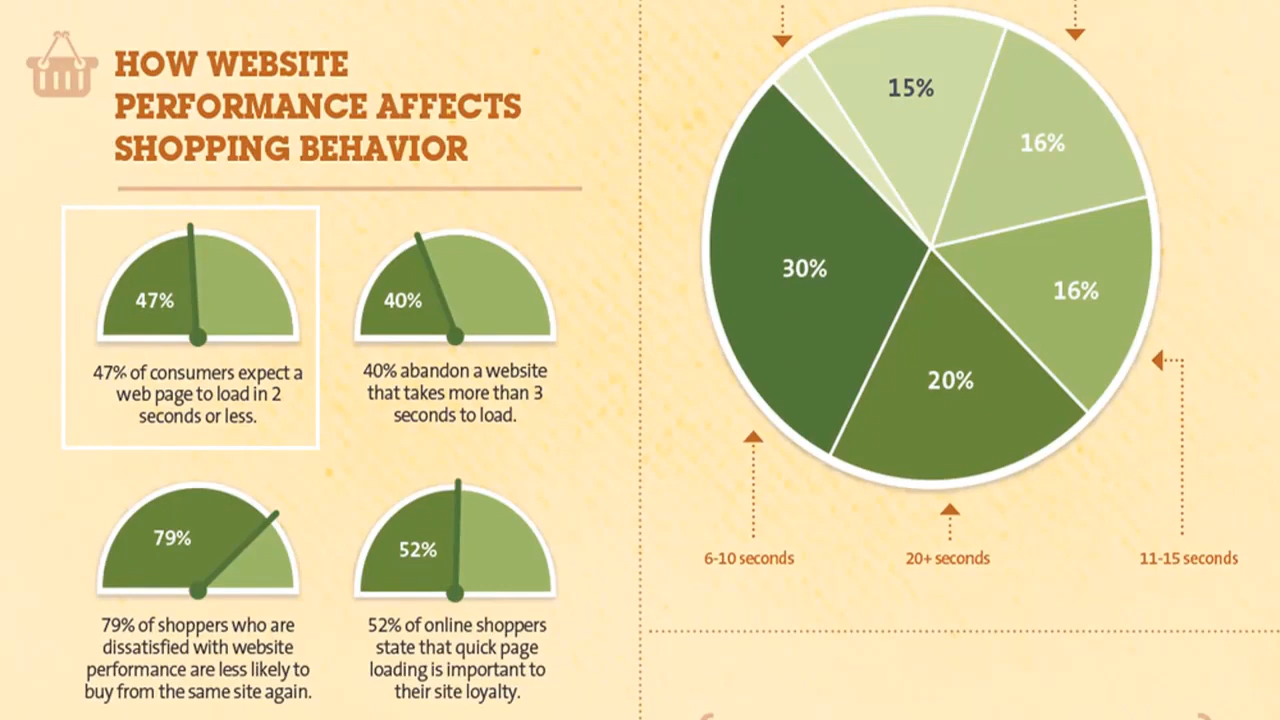 HOW WEBSITE
PERFORMANCE AFFECTS
SHOPPING BEHAVIOR
47%
47% of consumers expect a
web page to load in 2
seconds or less.
40%
40% abandon a website
that takes more than 3
seconds to load.
79%
79% of shoppers who are
dissatisfied with website
performance are less likely to
buy from the same site again.
52%
52% of online shoppers
state that quick page
loading is important to
their site loyalty.
15%
16%
16%
20%
30%
6-10 seconds
20+ seconds
11-15 seconds